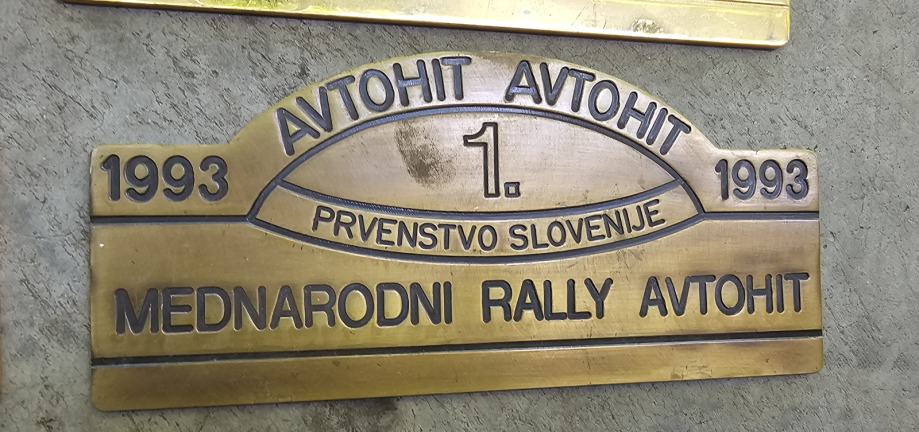 AVTOHIT AVTOHIT
1993 1. 1993
PRVENSTVO SLOVENIJE
MEDNARODNI RALLY AVTOHIT